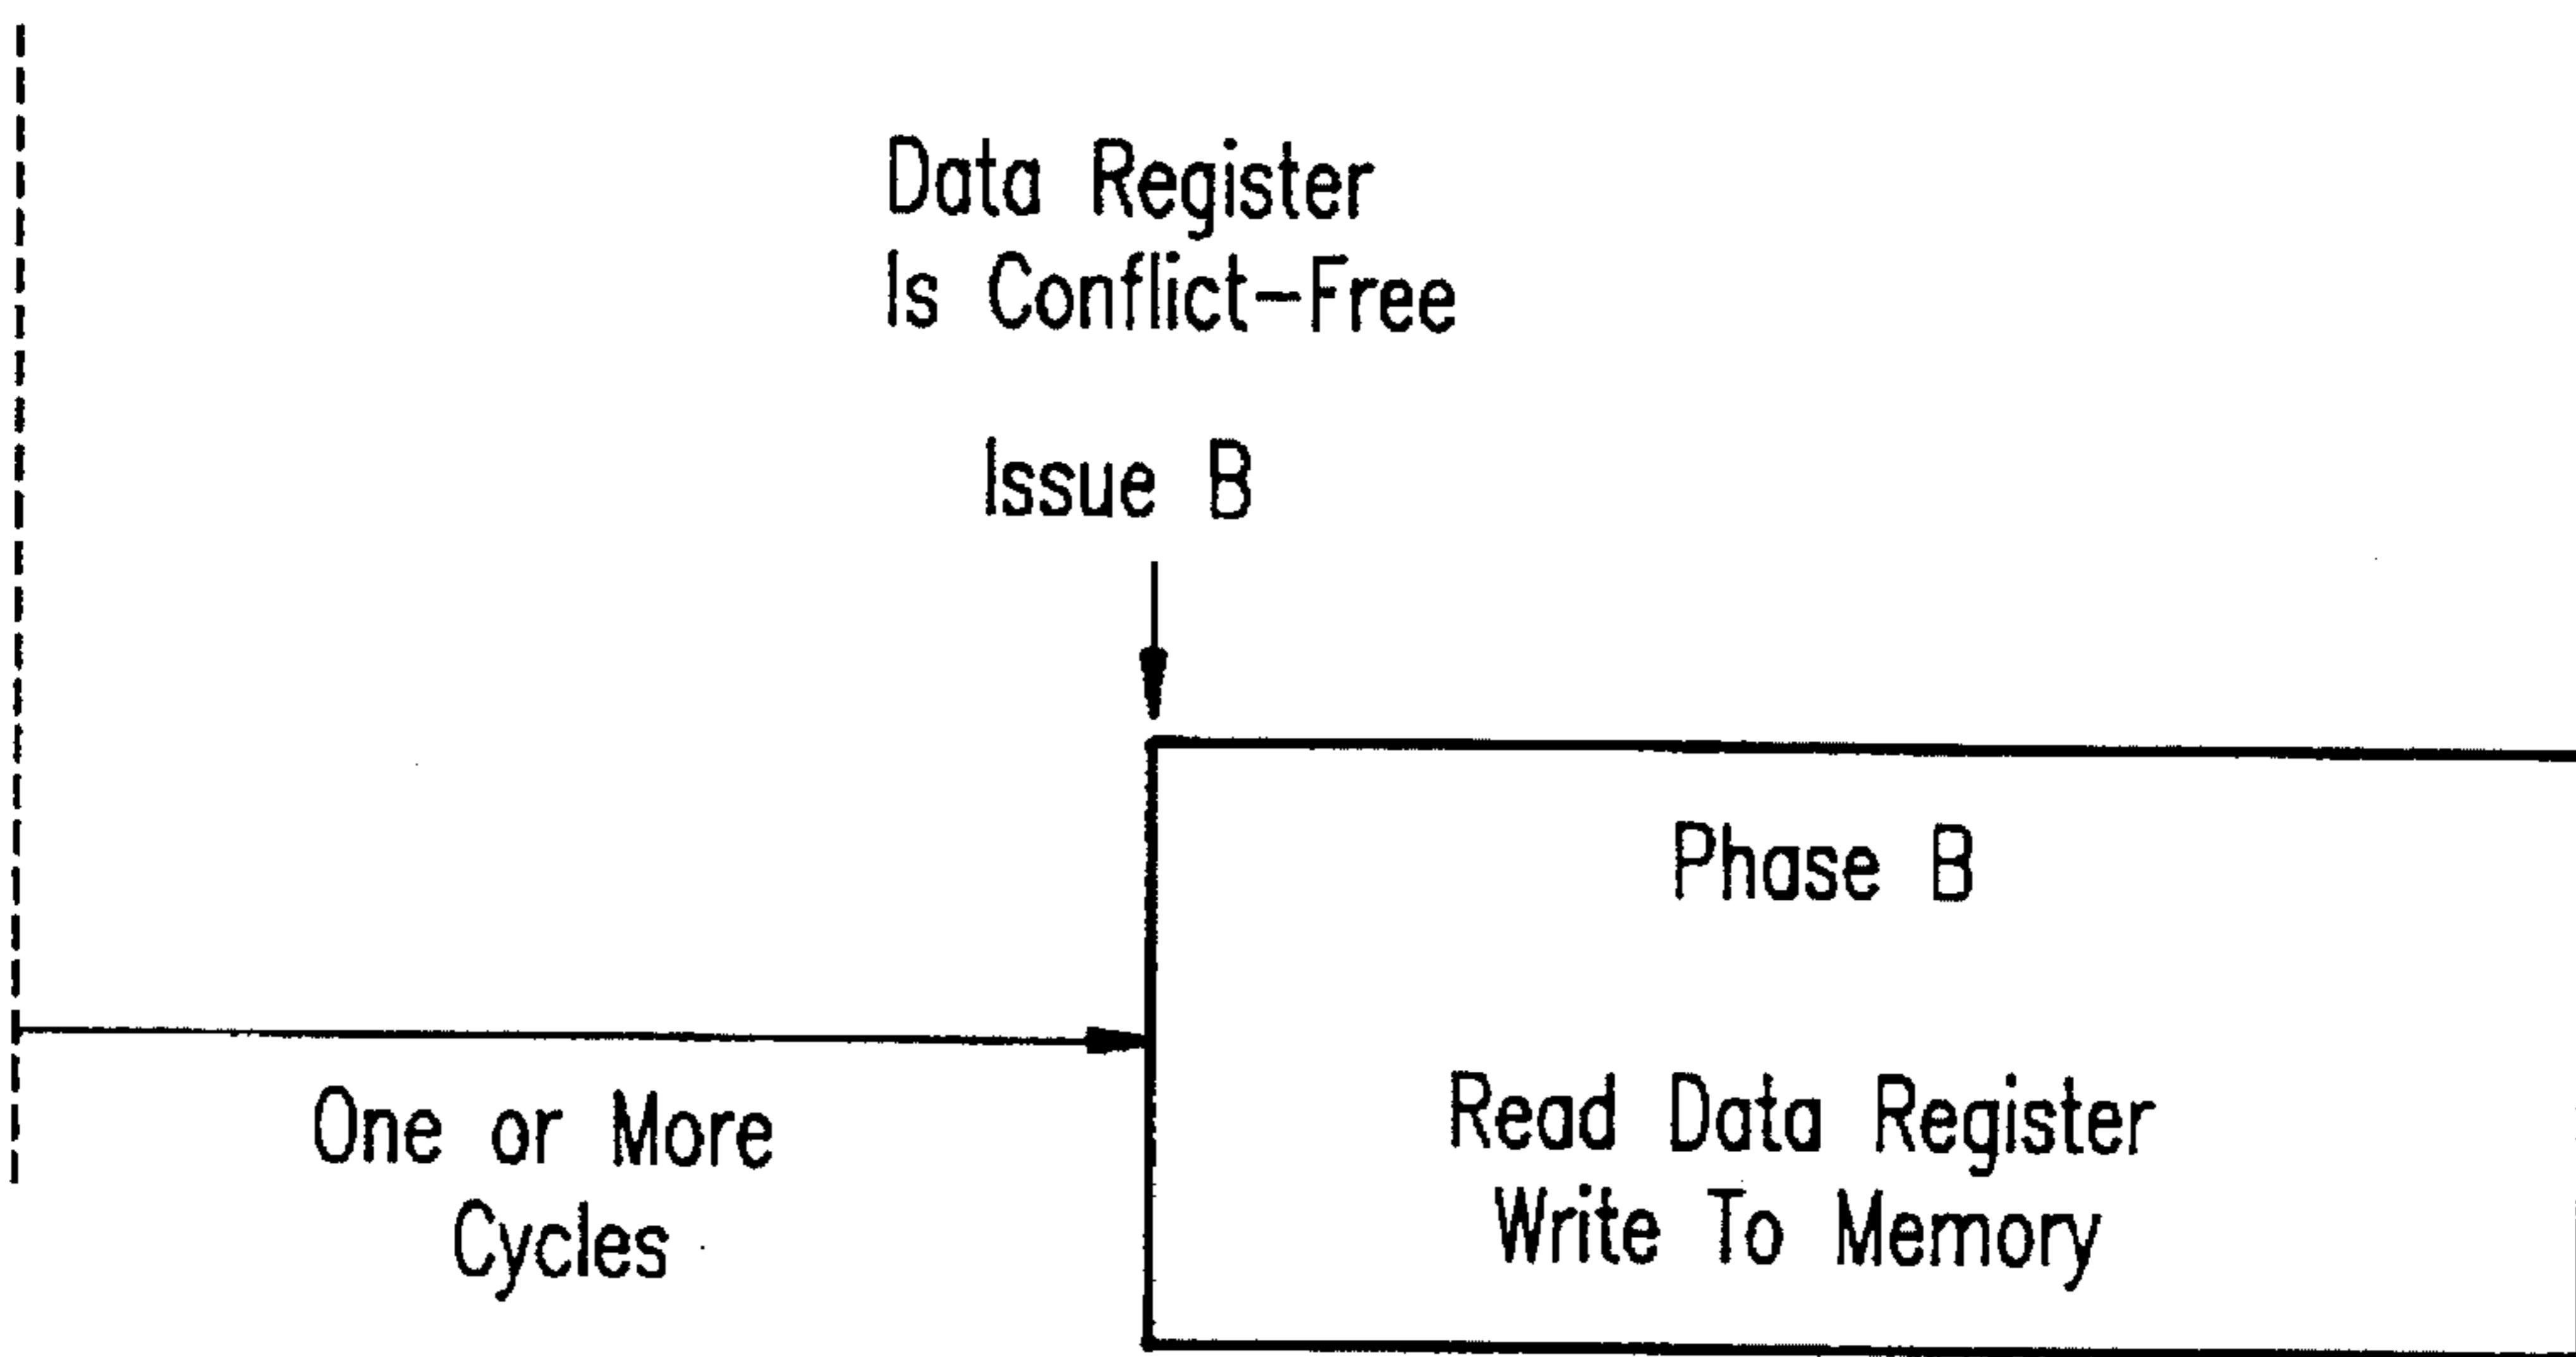 Data Register
Is Conflict-Free
Issue B
Phase B
One or More
Cycles
Read Data Register
Write To Memory